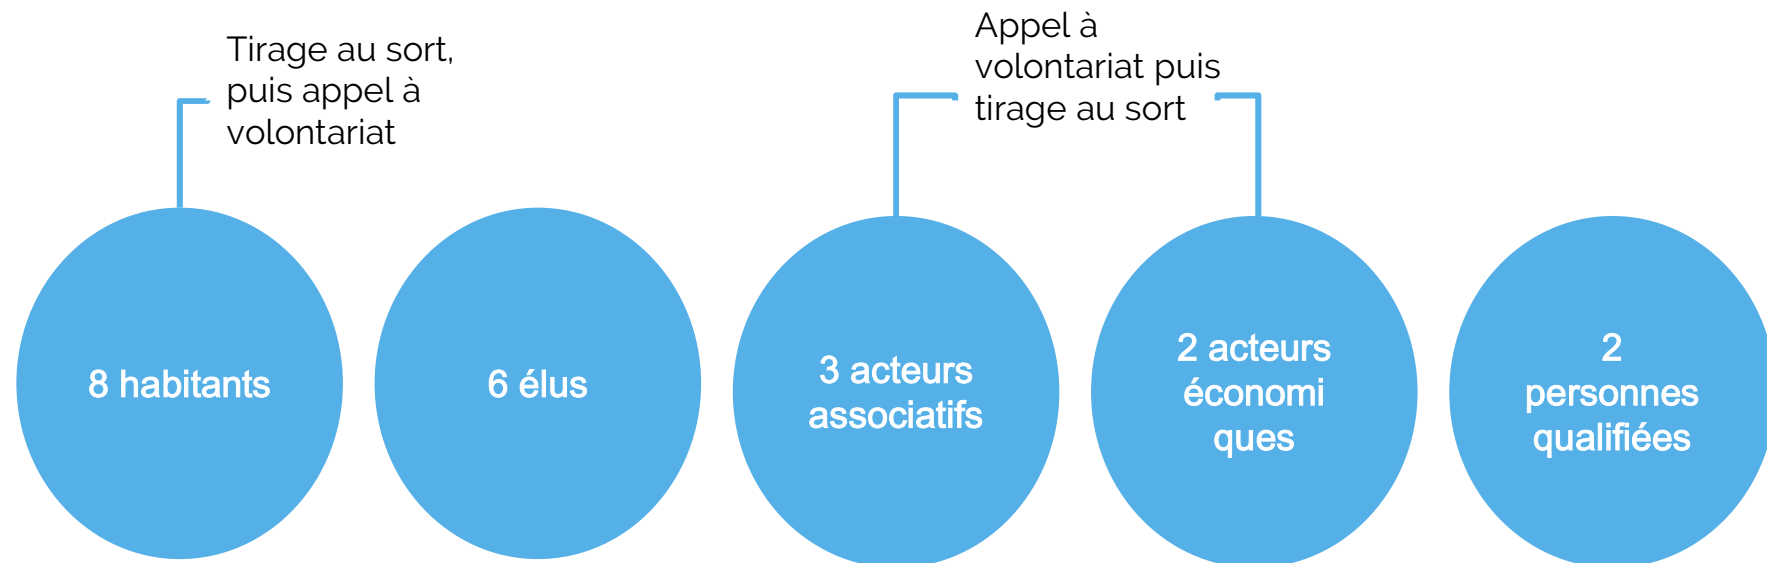 Tirage au sort,
puis appel à
volontariat
Appel à
volontariat puis
tirage au sort
8 habitants
6 élus
3 acteurs
associatifs
2 acteurs
économi
ques
2
personnes
qualifiées